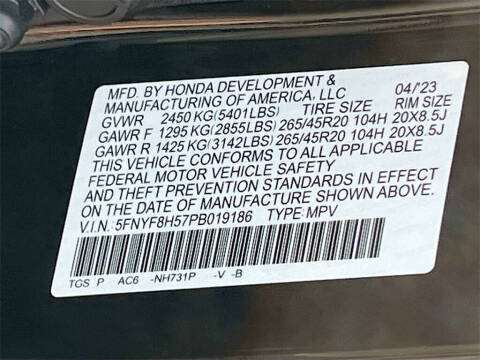 MFD. BY HONDA DEVELOPMENT & 04/'23
MANUFACTURING OF AMERICA, LLC
GVWR 2450 KG(5401LBS) TIRE SIZE RIM SIZE
GAWR F 1295 KG(2855LBS) 265/45R20 104H 20X8.5J
GAWR R 1425 KG(3142LBS) 265/45R20 104H 20X8.5J
THIS VEHICLE CONFORMS TO ALL APPLICABLE
FEDERAL MOTOR VEHICLE SAFETY
AND THEFT PREVENTION STANDARDS IN EFFECT
ON THE DATE OF MANUFACTURE SHOWN ABOVE.
V.I.N.: 5FNYF8H57PB019186 TYPE: MPV
TGS P AC6 -NH731P -V -B